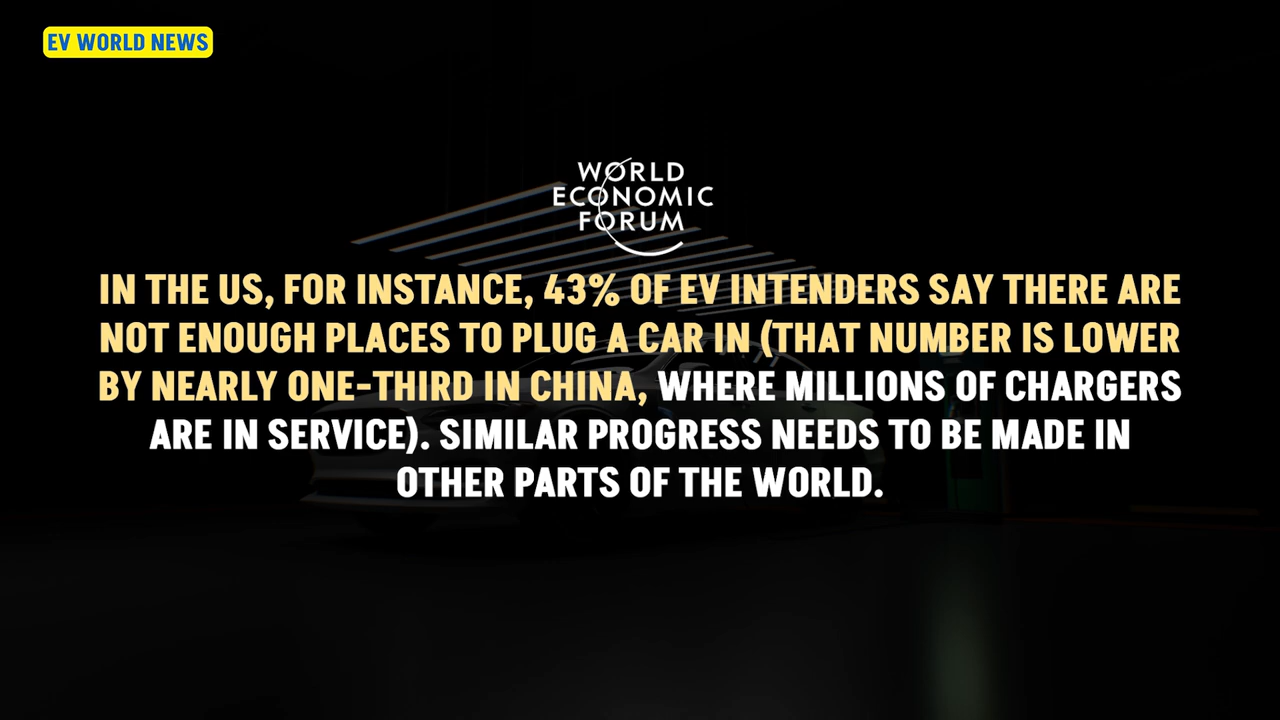 EV WORLD NEWS
WORLD
ECONOMIC
FORUM
IN THE US, FOR INSTANCE, 43% OF EV INTENDERS SAY THERE ARE
NOT ENOUGH PLACES TO PLUG A CAR IN (THAT NUMBER IS LOWER
BY NEARLY ONE-THIRD IN CHINA, WHERE MILLIONS OF CHARGERS
ARE IN SERVICE). SIMILAR PROGRESS NEEDS TO BE MADE IN
OTHER PARTS OF THE WORLD.